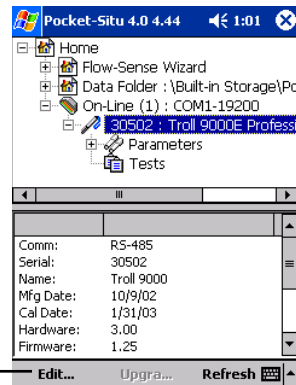 Pocket-Situ 4.0 4.44 1:01
Home
Flow-Sense Wizard
Data Folder : \Built-in Storage\Po
On-Line (1) : COM1-19200
30502 : Troll 9000E Professi
Parameters
Tests
Comm: RS-485
Serial: 30502
Name: Troll 9000
Mfg Date: 10/9/02
Cal Date: 1/31/03
Hardware: 3.00
Firmware: 1.25
Edit... Upgra... Refresh